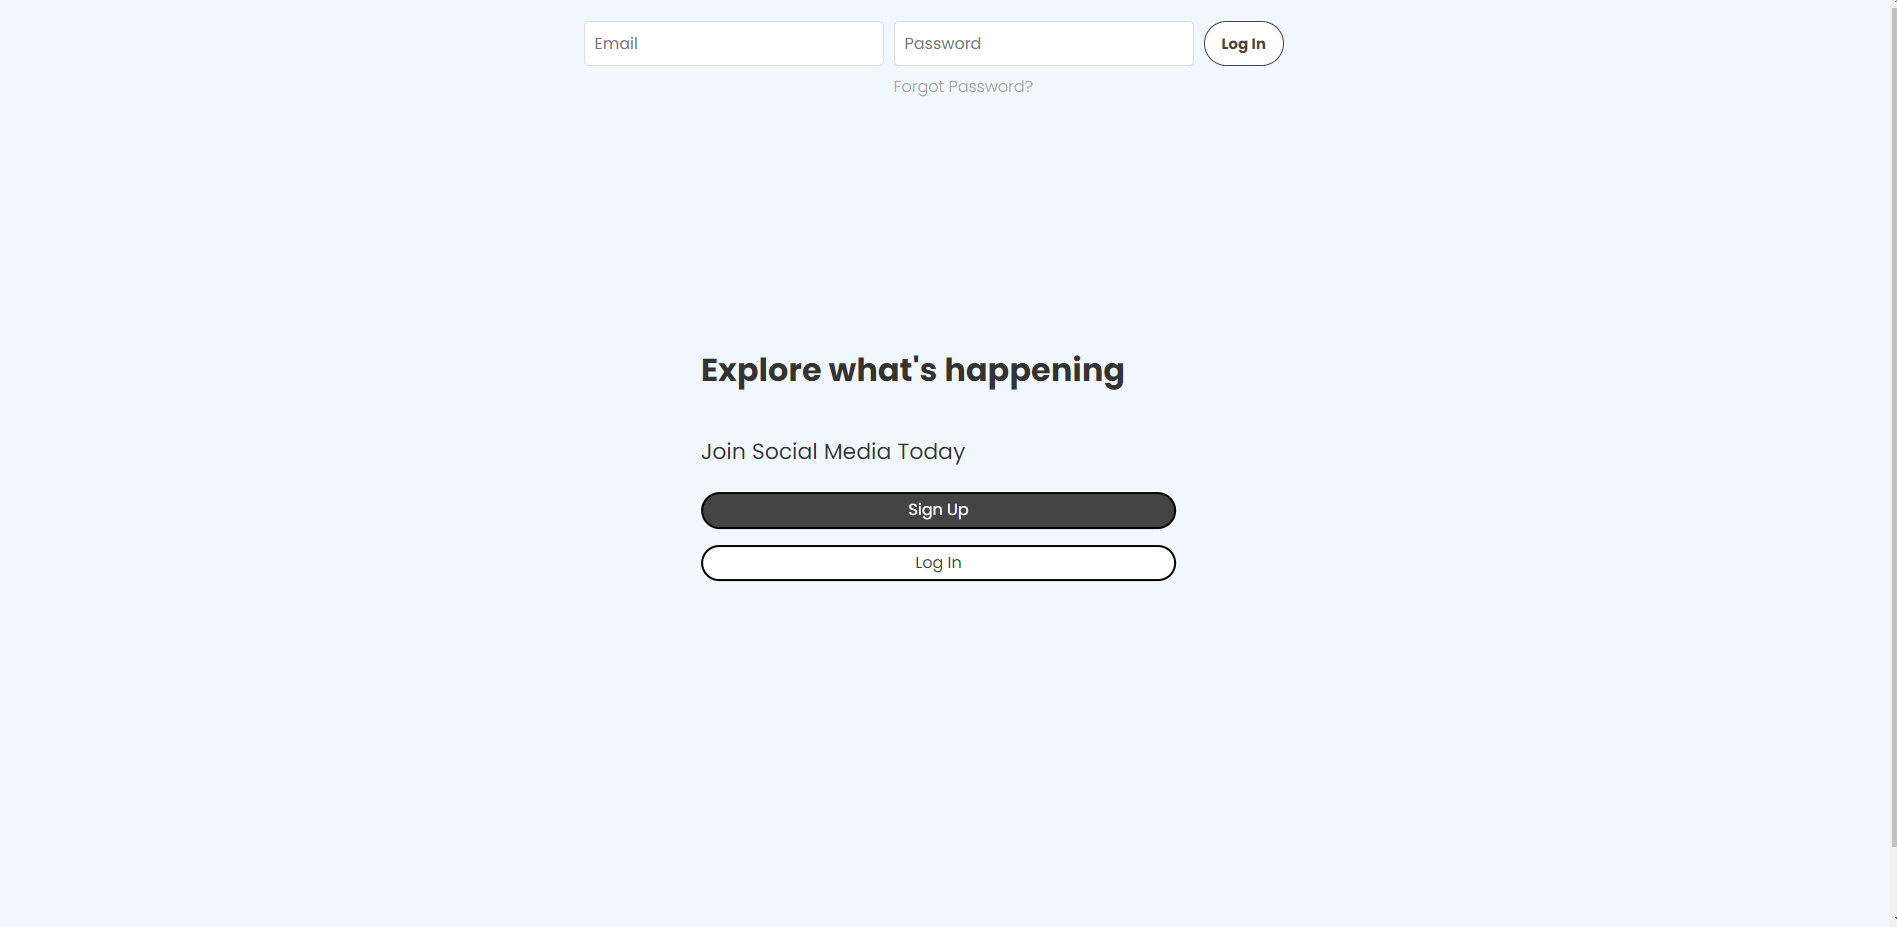 Email Password Log In
Forgot Password?
Explore what's happening
Join Social Media Today
Sign Up
Log In